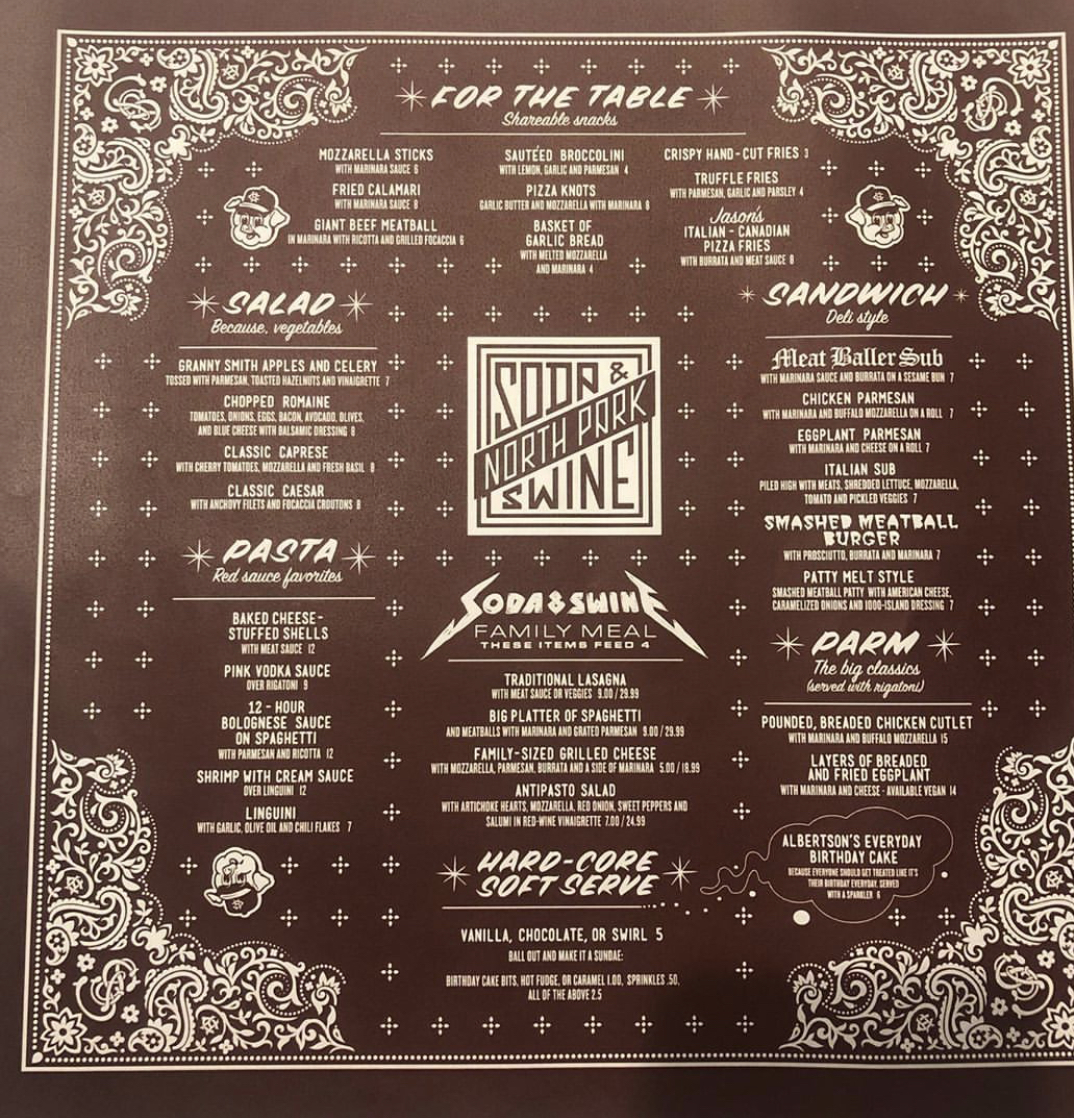 FOR THE TABLE
Shareable snacks
MOZZARELLA STICKS
WITH MARINARA SAUCE 6
FRIED CALAMARI
WITH MARINARA SAUCE 8
GIANT BEEF MEATBALL
IN MARINARA WITH RICOTTA AND GRILLED FOCACCIA 6
SAUTÉED BROCCOLINI
WITH LEMON, GARLIC AND PARMESAN 4
PIZZA KNOTS
GARLIC BUTTER AND MOZZARELLA WITH MARINARA 8
BASKET OF
GARLIC BREAD
WITH MELTED MOZZARELLA
AND MARINARA 4
CRISPY HAND-CUT FRIES 3
TRUFFLE FRIES
WITH PARMESAN, GARLIC AND PARSLEY 4
Jason's
ITALIAN - CANADIAN
PIZZA FRIES
WITH BURRATA AND MEAT SAUCE 8
SALAD
Because, vegetables
GRANNY SMITH APPLES AND CELERY
TOSSED WITH PARMESAN, TOASTED HAZELNUTS AND VINAIGRETTE 7
CHOPPED ROMAINE
TOMATOES, ONIONS, EGGS, BACON, AVOCADO, OLIVES,
AND BLUE CHEESE WITH BALSAMIC DRESSING 8
CLASSIC CAPRESE
WITH CHERRY TOMATOES, MOZZARELLA AND FRESH BASIL 8
CLASSIC CAESAR
WITH ANCHOVY FILETS AND FOCACCIA CROUTONS 8
PASTA
Red sauce favorites
BAKED CHEESE-
STUFFED SHELLS
WITH MEAT SAUCE 12
PINK VODKA SAUCE
OVER RIGATONI 9
12 - HOUR
BOLOGNESE SAUCE
ON SPAGHETTI
WITH PARMESAN AND RICOTTA 12
SHRIMP WITH CREAM SAUCE
OVER LINGUINI 12
LINGUINI
WITH GARLIC, OLIVE OIL AND CHILI FLAKES 7
SODA &
NORTH PARK
SWINE
SODA & SWINE
FAMILY MEAL
THESE ITEMS FEED 4
TRADITIONAL LASAGNA
WITH MEAT SAUCE OR VEGGIES 9.00 / 29.99
BIG PLATTER OF SPAGHETTI
AND MEATBALLS WITH MARINARA AND GRATED PARMESAN 9.00 / 29.99
FAMILY-SIZED GRILLED CHEESE
WITH MOZZARELLA, PARMESAN, BURRATA AND A SIDE OF MARINARA 5.00 / 18.99
ANTIPASTO SALAD
WITH ARTICHOKE HEARTS, MOZZARELLA, RED ONION, SWEET PEPPERS AND
SALUMI IN RED-WINE VINAIGRETTE 7.00 / 24.99
HARD-CORE
SOFT SERVE
VANILLA, CHOCOLATE, OR SWIRL 5
BALL OUT AND MAKE IT A SUNDAE:
BIRTHDAY CAKE BITS, HOT FUDGE, OR CARAMEL 1.00, SPRINKLES .50,
ALL OF THE ABOVE 2.5
SANDWICH
Deli style
Meat Baller Sub
WITH MARINARA SAUCE AND BURRATA ON A SESAME BUN 7
CHICKEN PARMESAN
WITH MARINARA AND BUFFALO MOZZARELLA ON A ROLL 7
EGGPLANT PARMESAN
WITH MARINARA AND CHEESE ON A ROLL 7
ITALIAN SUB
PILED HIGH WITH MEATS, SHREDDED LETTUCE, MOZZARELLA,
TOMATO AND PICKLED VEGGIES 7
SMASHED MEATBALL
BURGER
WITH PROSCIUTTO, BURRATA AND MARINARA 7
PATTY MELT STYLE
SMASHED MEATBALL PATTY WITH AMERICAN CHEESE,
CARAMELIZED ONIONS AND 1000-ISLAND DRESSING 7
PARM
The big classics
(served with rigatoni)
POUNDED, BREADED CHICKEN CUTLET
WITH MARINARA AND BUFFALO MOZZARELLA 15
LAYERS OF BREADED
AND FRIED EGGPLANT
WITH MARINARA AND CHEESE - AVAILABLE VEGAN 14
ALBERTSON'S EVERYDAY
BIRTHDAY CAKE
BECAUSE EVERYONE SHOULD GET TREATED LIKE IT'S
THEIR BIRTHDAY EVERYDAY, SERVED
WITH A SPARKLER 6